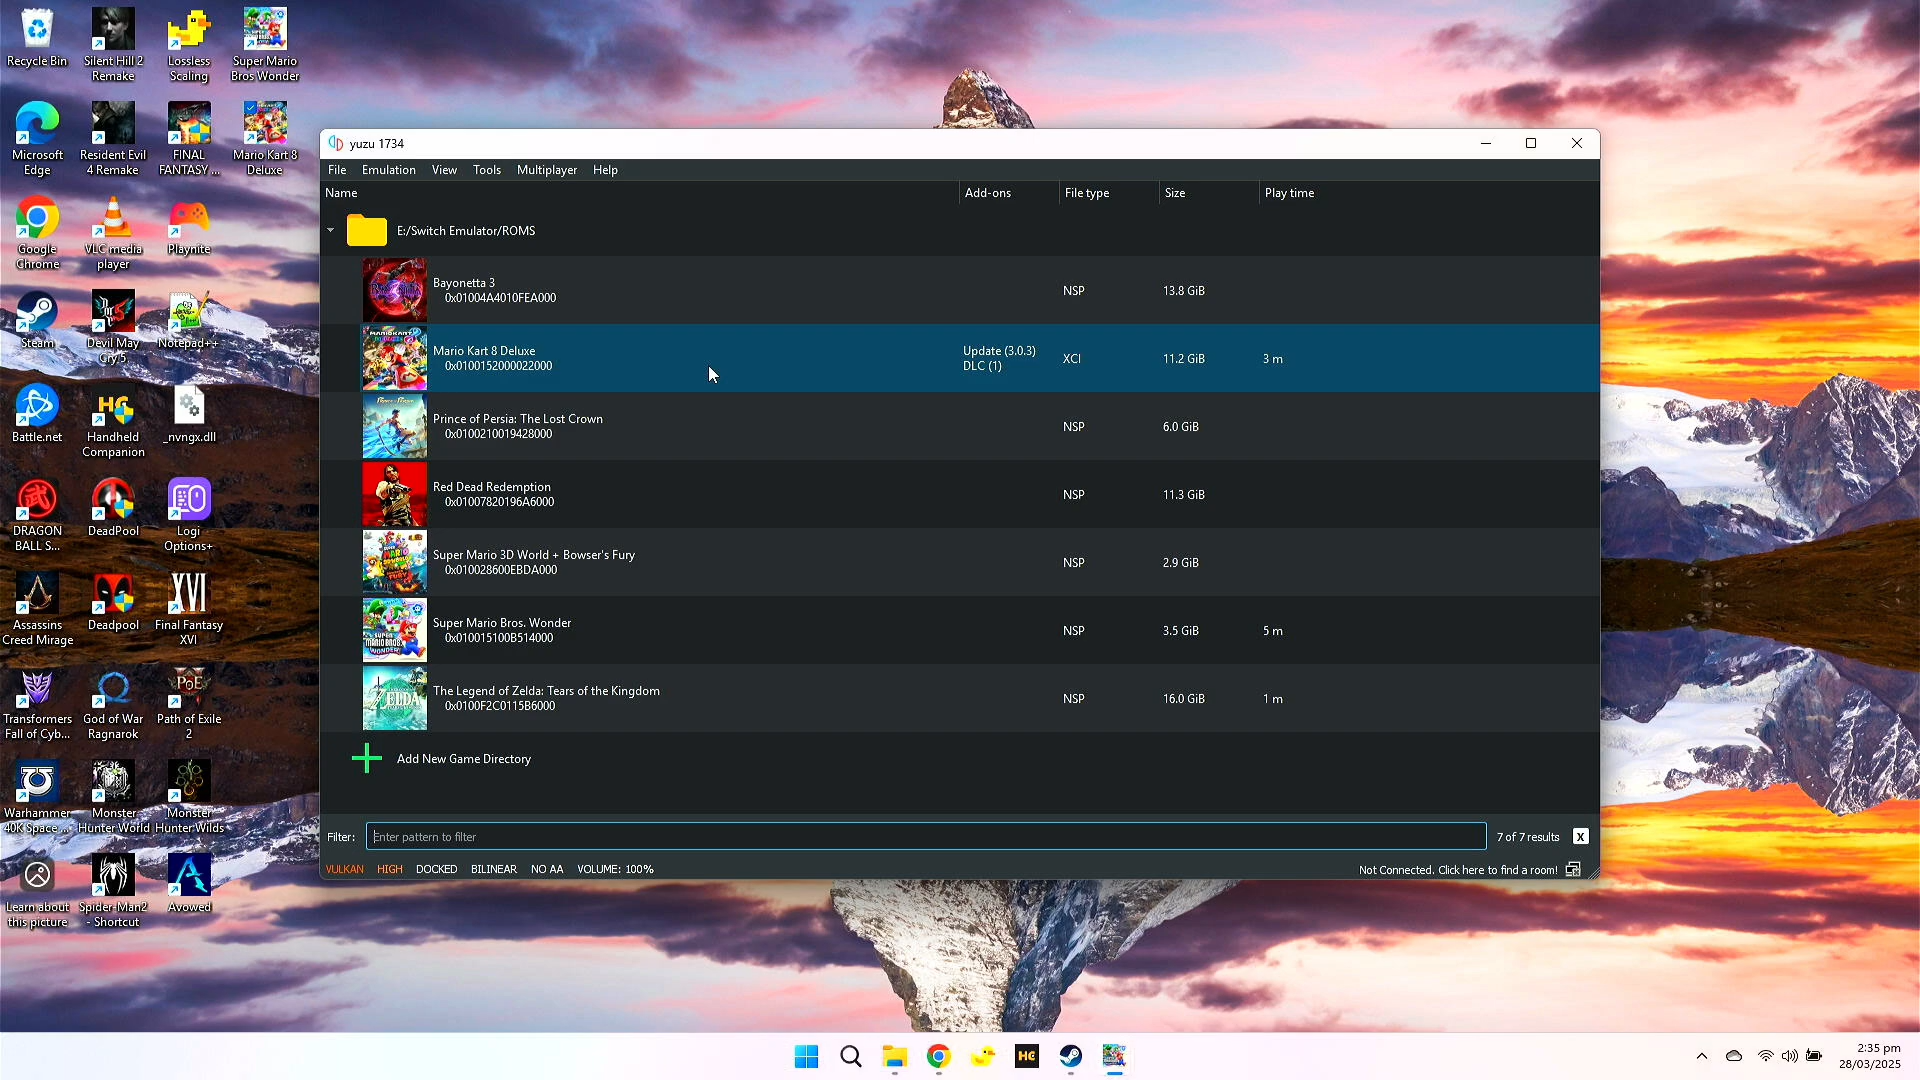 Recycle Bin
Silent Hill 2
Remake
Lossless
Scaling
Super Mario
Bros Wonder
Microsoft
Edge
Resident Evil
4 Remake
FINAL
FANTASY ...
Mario Kart 8
Deluxe
Google
Chrome
VLC media
player
Playnite
Steam
Devil May
Cry 5
Notepad++
Battle.net
HC
Handheld
Companion
_nvngx.dll
DRAGON
BALL S...
DeadPool
Logi
Options+
Assassins
Creed Mirage
Deadpool
XVI
Final Fantasy
XVI
Transformers
Fall of Cyb...
God of War
Ragnarok
PoE
Path of Exile
2
Warhammer
40K Space ...
Monster
Hunter World
Monster
Hunter Wilds
Learn about
this picture
Spider-Man2
- Shortcut
Avowed
yuzu 1734
File Emulation View Tools Multiplayer Help
Name Add-ons File type Size Play time
E:/Switch Emulator/ROMS
Bayonetta 3
0x01004A4010FEA000
NSP 13.8 GiB
Mario Kart 8 Deluxe
0x0100152000022000
Update (3.0.3)
DLC (1)
XCI 11.2 GiB 3 m
Prince of Persia: The Lost Crown
0x0100210019428000
NSP 6.0 GiB
Red Dead Redemption
0x01007820196A6000
NSP 11.3 GiB
Super Mario 3D World + Bowser's Fury
0x010028600EBDA000
NSP 2.9 GiB
Super Mario Bros. Wonder
0x010015100B514000
NSP 3.5 GiB 5 m
The Legend of Zelda: Tears of the Kingdom
0x0100F2C0115B6000
NSP 16.0 GiB 1 m
Add New Game Directory
Filter: Enter pattern to filter 7 of 7 results X
VULKAN HIGH DOCKED BILINEAR NO AA VOLUME: 100% Not Connected. Click here to find a room!
HC
2:35 pm
28/03/2025